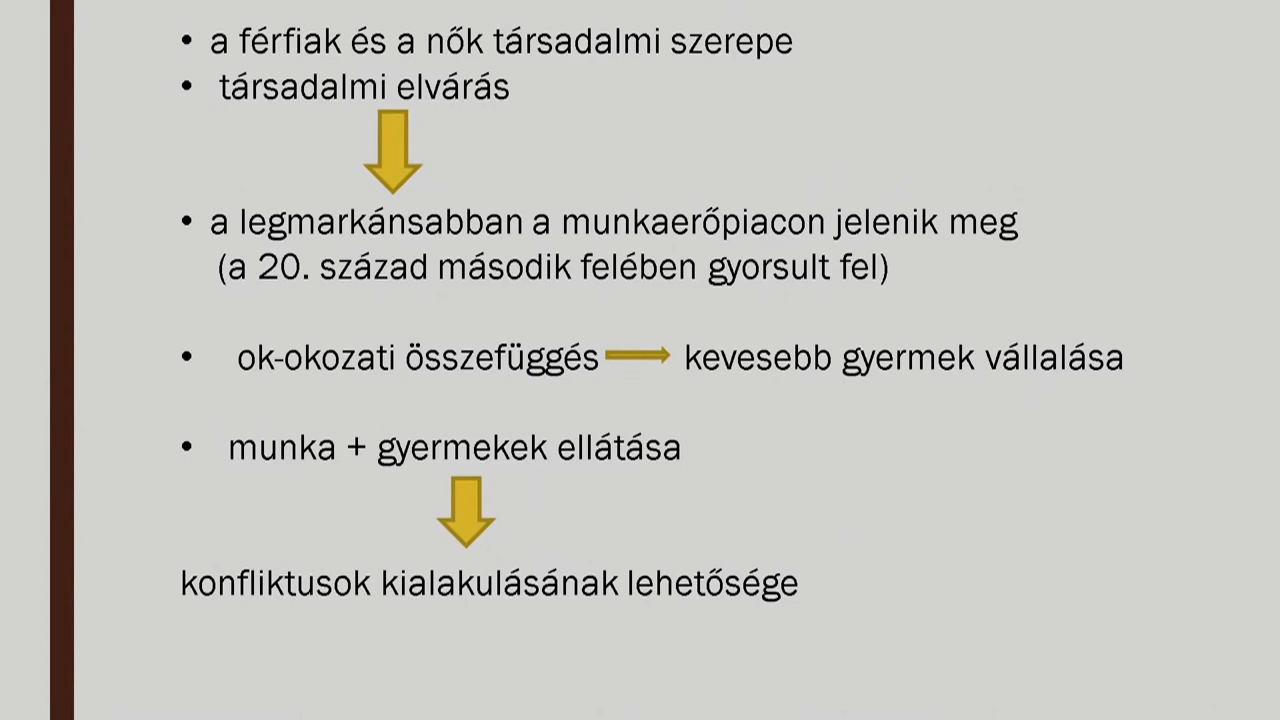 • a férfiak és a nők társadalmi szerepe
• társadalmi elvárás
• a legmarkánsabban a munkaerőpiacon jelenik meg
(a 20. század második felében gyorsult fel)
• ok-okozati összefüggés kevesebb gyermek vállalása
• munka + gyermekek ellátása
konfliktusok kialakulásának lehetősége